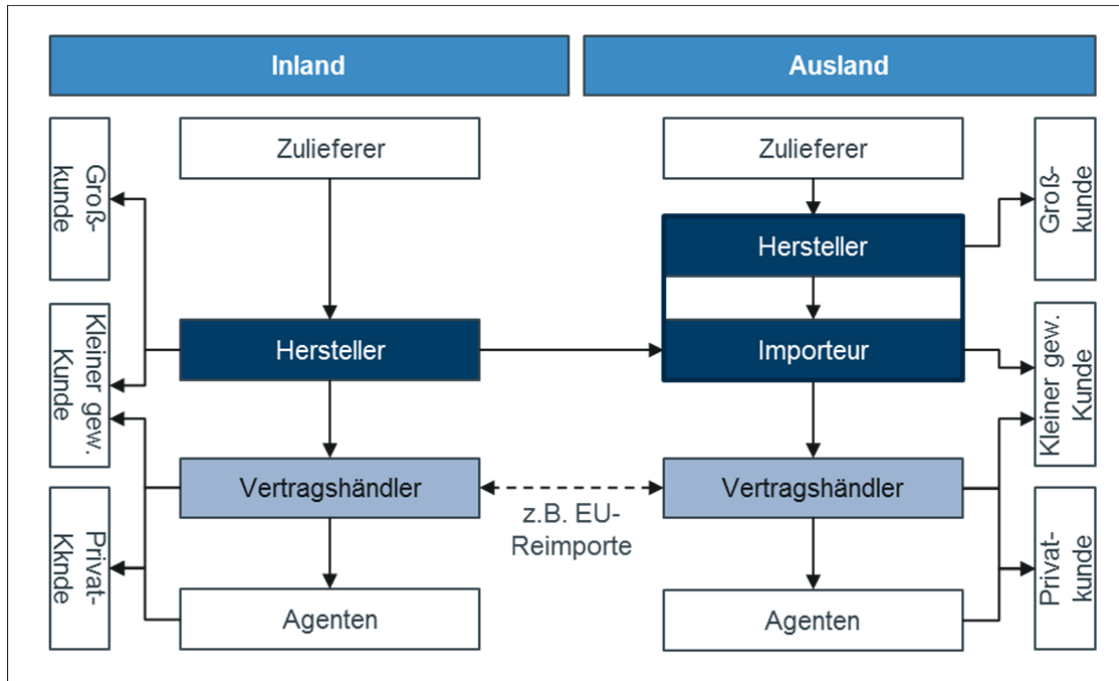 Inland
Ausland
Zulieferer
Zulieferer
Groß-
kunde
Groß-
kunde
Hersteller
Hersteller
Importeur
Kleiner gew.
Kunde
Kleiner gew.
Kunde
Vertragshändler
Vertragshändler
z.B. EU-
Reimporte
Privat-
Kknde
Privat-
kunde
Agenten
Agenten